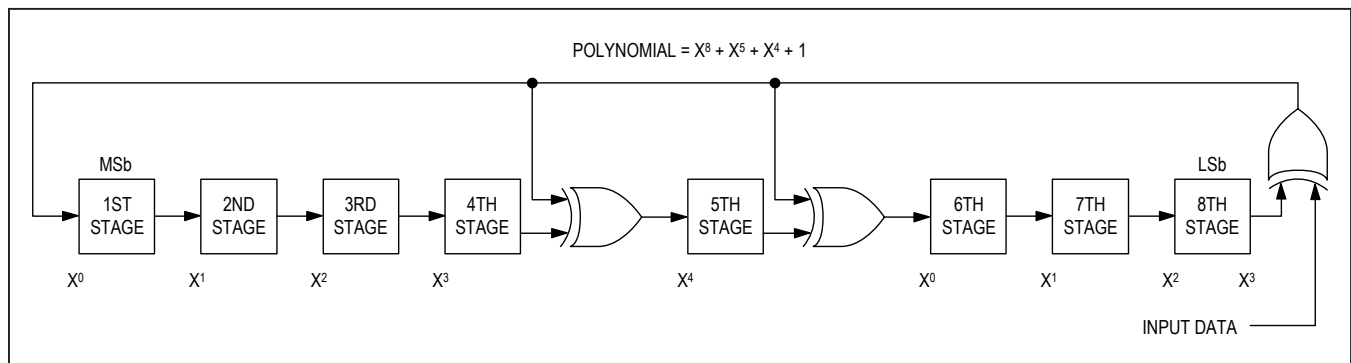 POLYNOMIAL = X⁸ + X⁵ + X⁴ + 1
MSb
LSb
1ST
STAGE
2ND
STAGE
3RD
STAGE
4TH
STAGE
5TH
STAGE
6TH
STAGE
7TH
STAGE
8TH
STAGE
X⁰ X¹ X² X³ X⁴ X⁰ X¹ X² X³
INPUT DATA